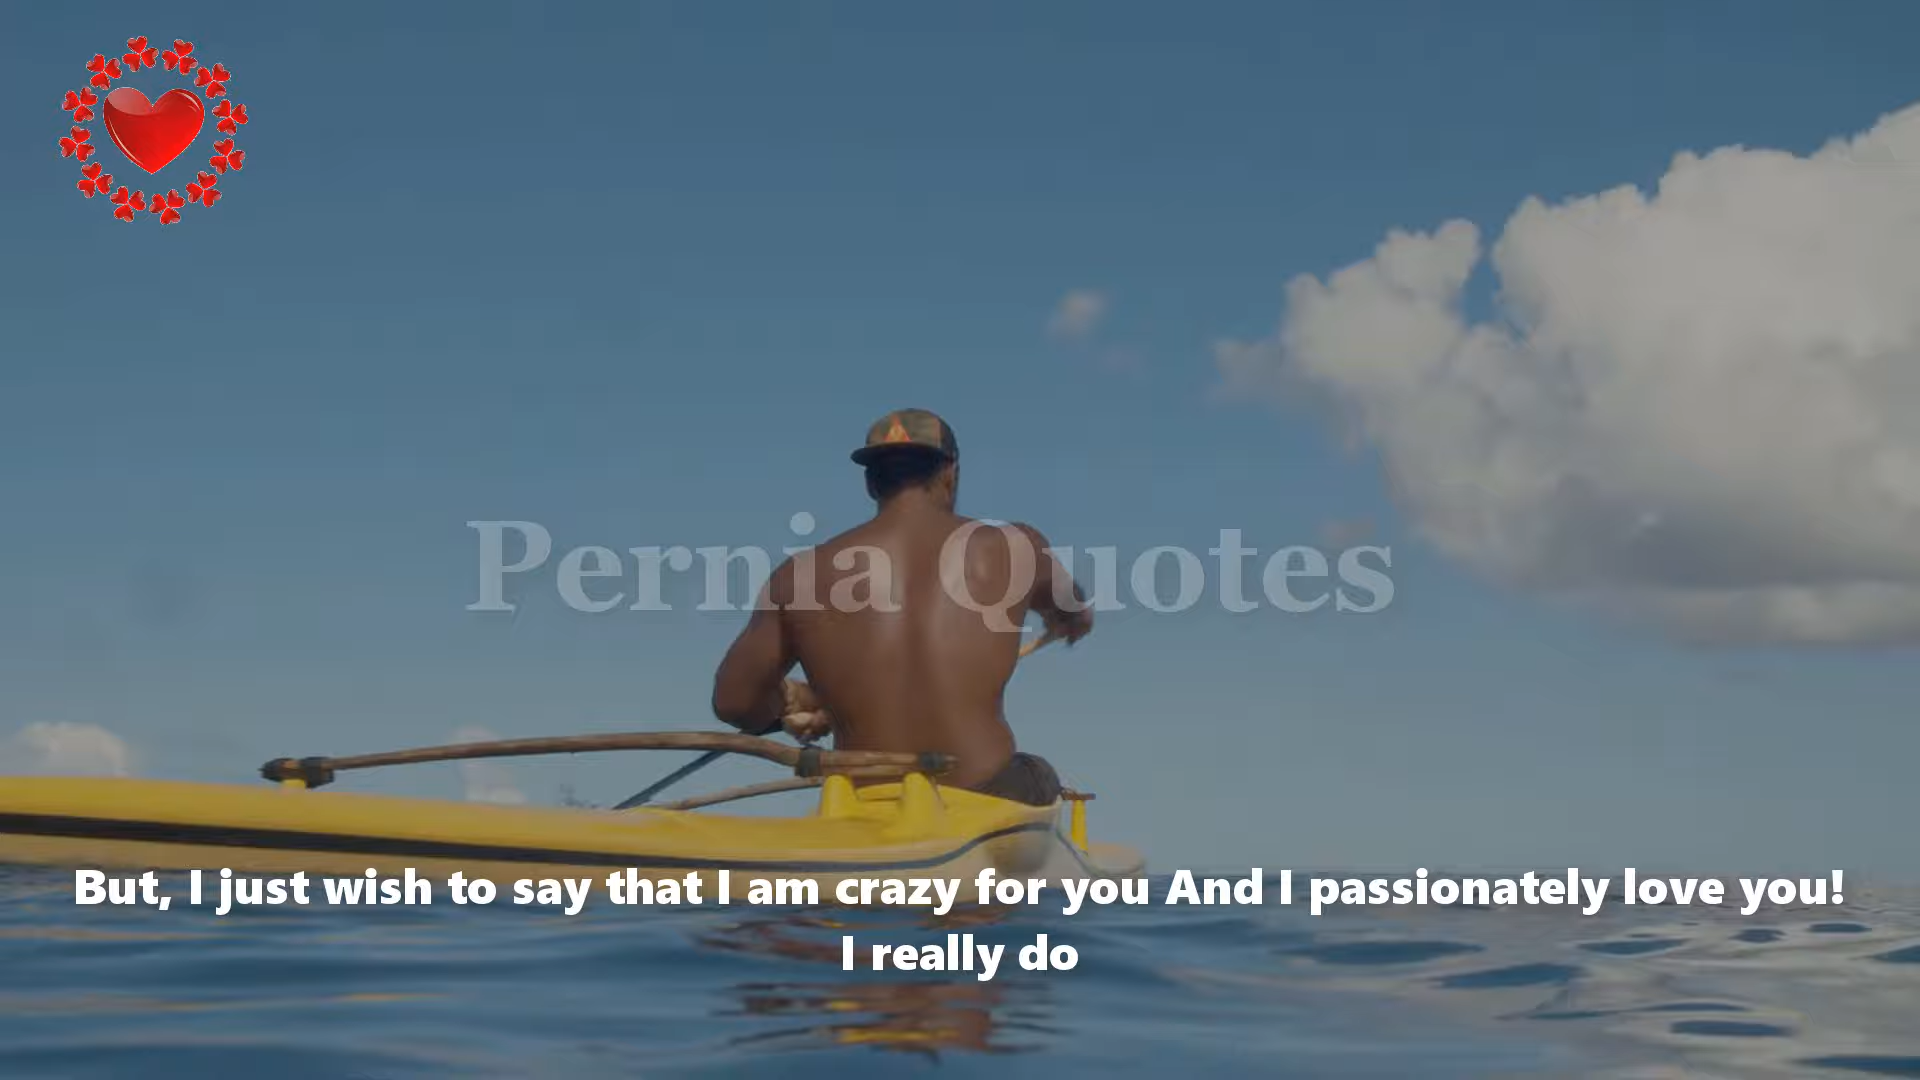 Pernia Quotes
But, I just wish to say that I am crazy for you And I passionately love you!
I really do